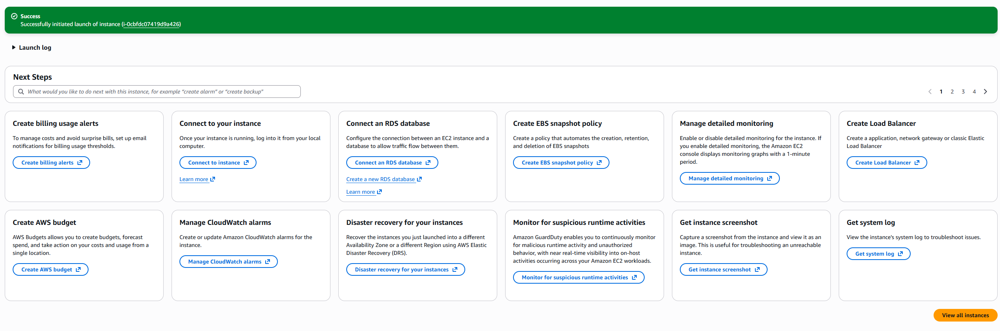 Success
Successfully initiated launch of instance (i-0cbfdc07419d9a426)
Launch log
Next Steps
What would you like to do next with this instance, for example “create alarm” or “create backup”
1 2 3 4
Create billing usage alerts
To manage costs and avoid surprise bills, set up email
notifications for billing usage thresholds.
Create billing alerts
Connect to your instance
Once your instance is running, log into it from your local
computer.
Connect to instance
Learn more
Connect an RDS database
Configure the connection between an EC2 instance and a
database to allow traffic flow between them.
Connect an RDS database
Create a new RDS database
Learn more
Create EBS snapshot policy
Create a policy that automates the creation, retention,
and deletion of EBS snapshots
Create EBS snapshot policy
Manage detailed monitoring
Enable or disable detailed monitoring for the instance. If
you enable detailed monitoring, the Amazon EC2
console displays monitoring graphs with a 1-minute
period.
Manage detailed monitoring
Create Load Balancer
Create a application, network gateway or classic Elastic
Load Balancer
Create Load Balancer
Create AWS budget
AWS Budgets allows you to create budgets, forecast
spend, and take action on your costs and usage from a
single location.
Create AWS budget
Manage CloudWatch alarms
Create or update Amazon CloudWatch alarms for the
instance.
Manage CloudWatch alarms
Disaster recovery for your instances
Recover the instances you just launched into a different
Availability Zone or a different Region using AWS Elastic
Disaster Recovery (DRS).
Disaster recovery for your instances
Monitor for suspicious runtime activities
Amazon GuardDuty enables you to continuously monitor
for malicious runtime activity and unauthorized
behavior, with near real-time visibility into on-host
activities occurring across your Amazon EC2 workloads.
Monitor for suspicious runtime activities
Get instance screenshot
Capture a screenshot from the instance and view it as an
image. This is useful for troubleshooting an unreachable
instance.
Get instance screenshot
Get system log
View the instance's system log to troubleshoot issues.
Get system log
View all instances